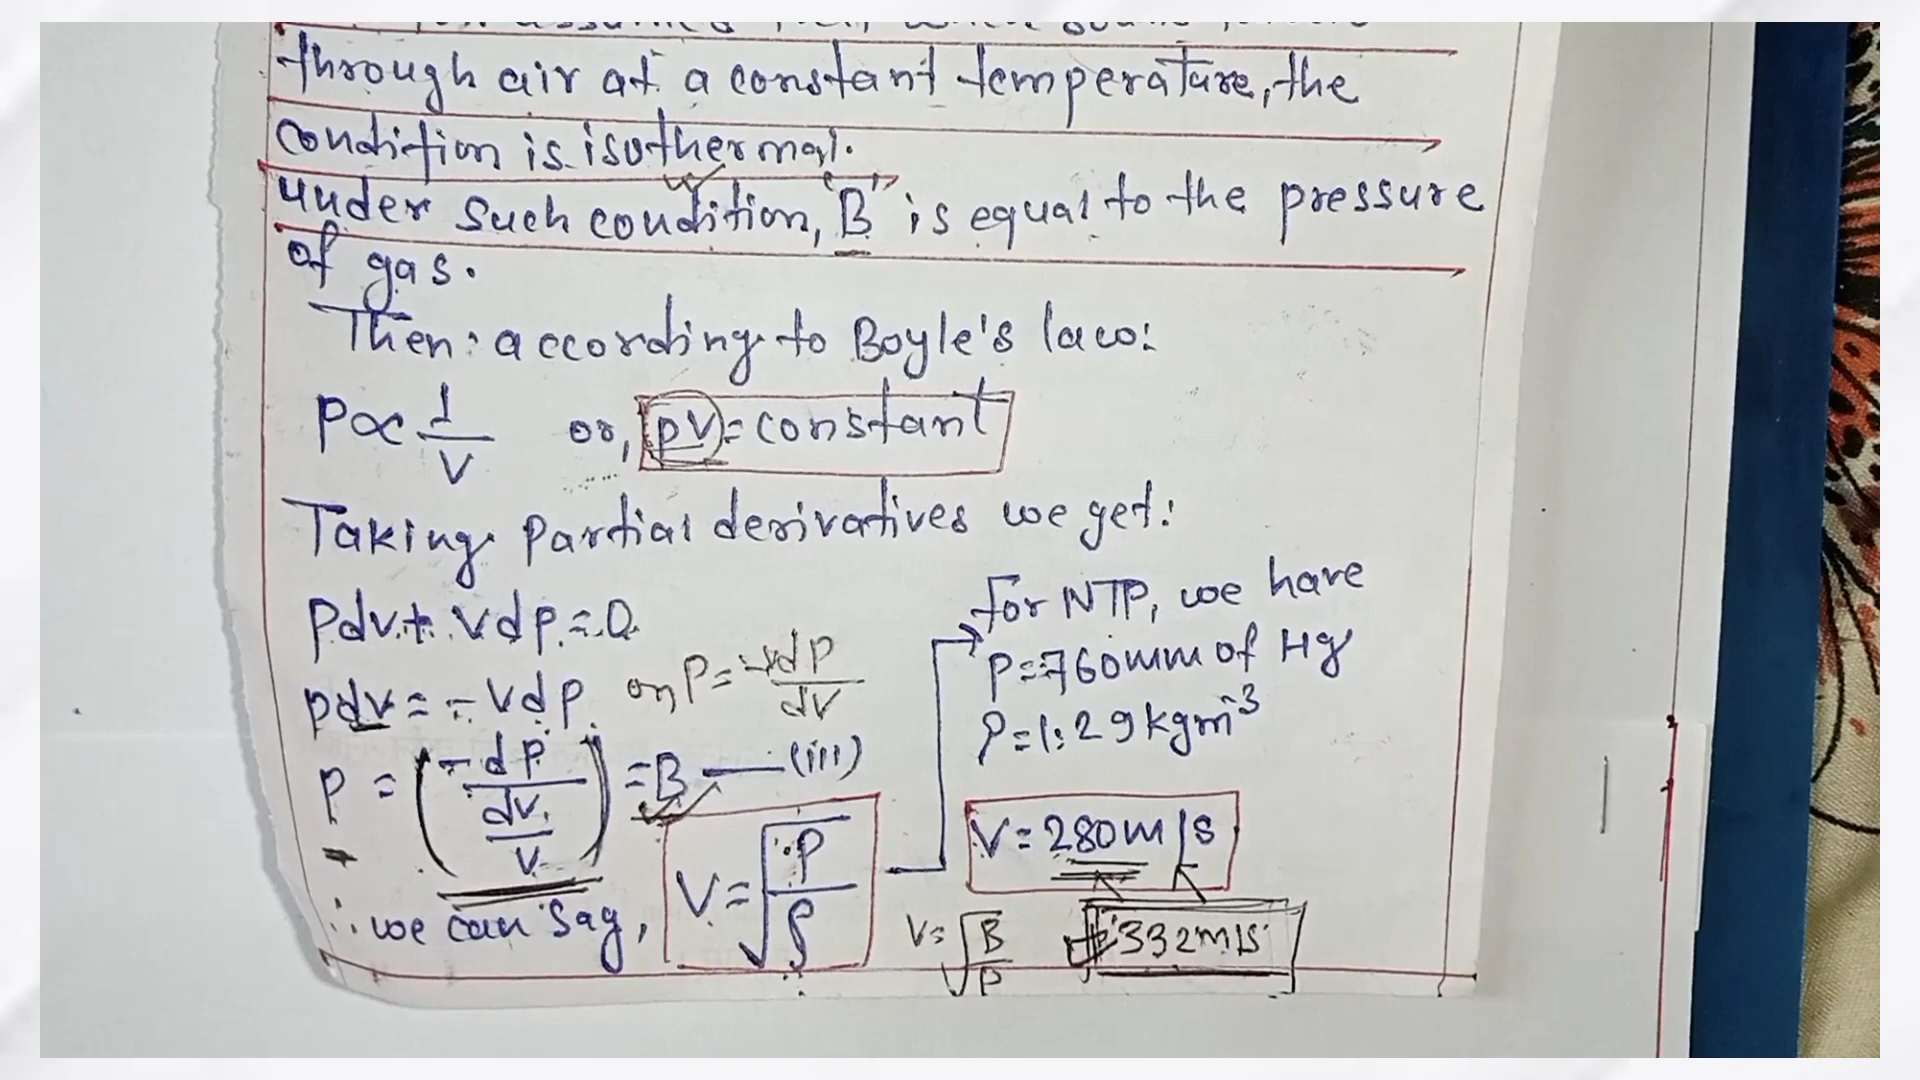 through air at a constant temperature, the
condition is isothermal.
under such condition, "B" is equal to the pressure
of gas.
Then: according to Boyle's law:
P∝ 1/V or, PV = constant
Taking partial derivatives we get:
Pdv + Vdp = 0
pdv = - Vdp or, P = -Vdp/dV
P = (-dp/(dv/V)) = B —(iii)
∴ we can say, V = √(P/ρ)
For NTP, we have
P = 760mm of Hg
ρ = 1.29 kgm⁻³
V = 280m/s
V = √(B/ρ) 332m/s